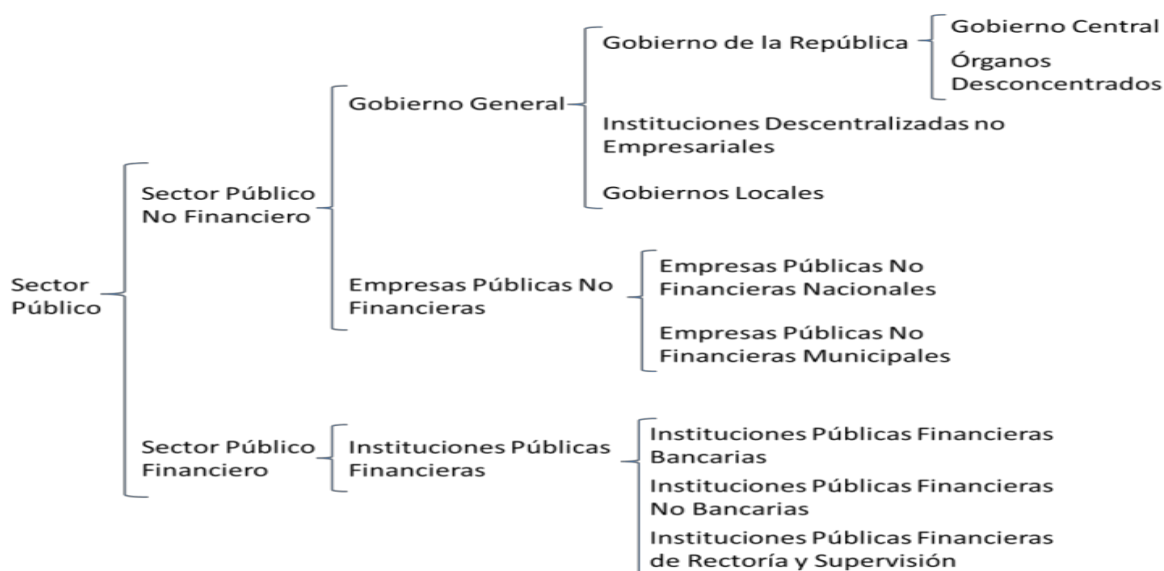 Sector
Público
Sector Público
No Financiero
Gobierno General
Gobierno de la República
Gobierno Central
Órganos
Desconcentrados
Instituciones Descentralizadas no
Empresariales
Gobiernos Locales
Empresas Públicas No
Financieras
Empresas Públicas No
Financieras Nacionales
Empresas Públicas No
Financieras Municipales
Sector Público
Financiero
Instituciones Públicas
Financieras
Instituciones Públicas Financieras
Bancarias
Instituciones Públicas Financieras
No Bancarias
Instituciones Públicas Financieras
de Rectoría y Supervisión